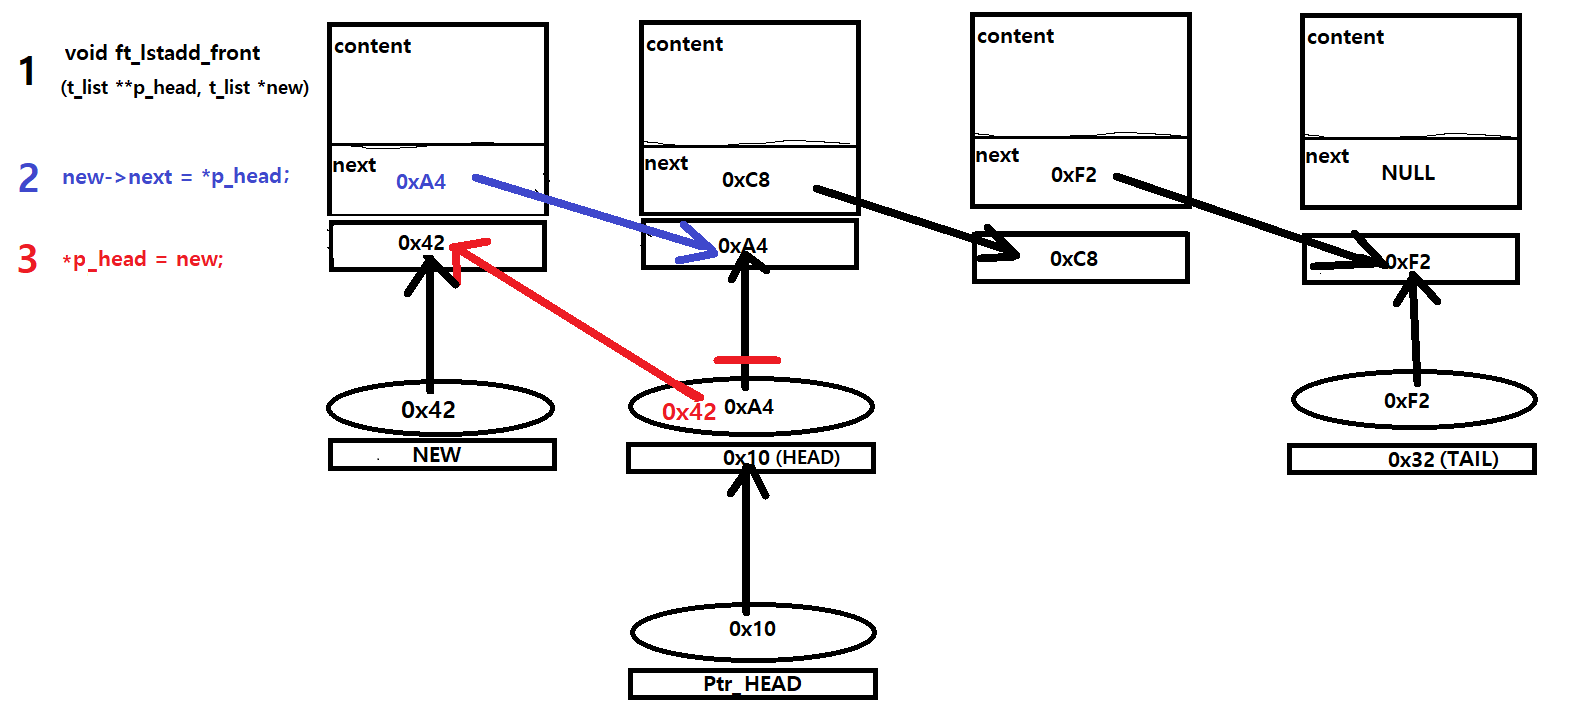 1
void ft_lstadd_front
(t_list **p_head, t_list *new)
2
new->next = *p_head;
3
*p_head = new;
content
next
0xA4
0x42
0x42
NEW
content
next
0xC8
0xA4
0x42 0xA4
0x10 (HEAD)
0x10
Ptr_HEAD
content
next
0xF2
0xC8
content
next
NULL
0xF2
0xF2
0x32 (TAIL)